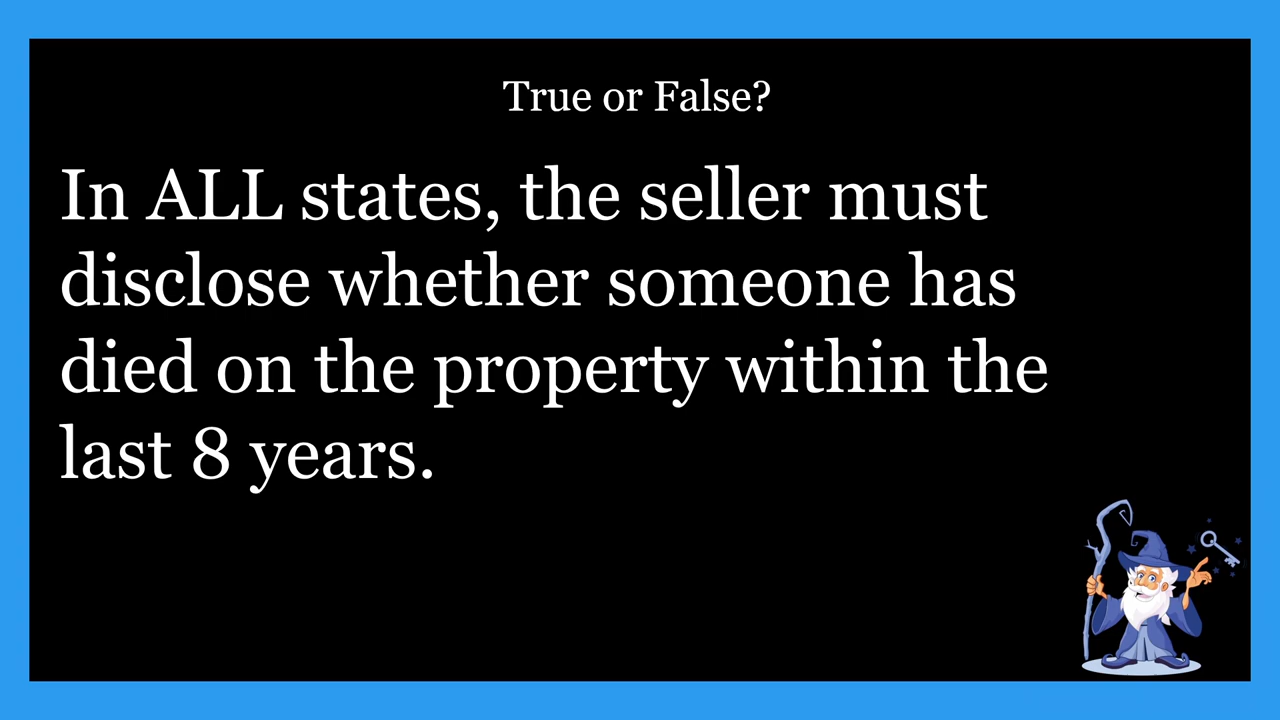 True or False?
In ALL states, the seller must
disclose whether someone has
died on the property within the
last 8 years.